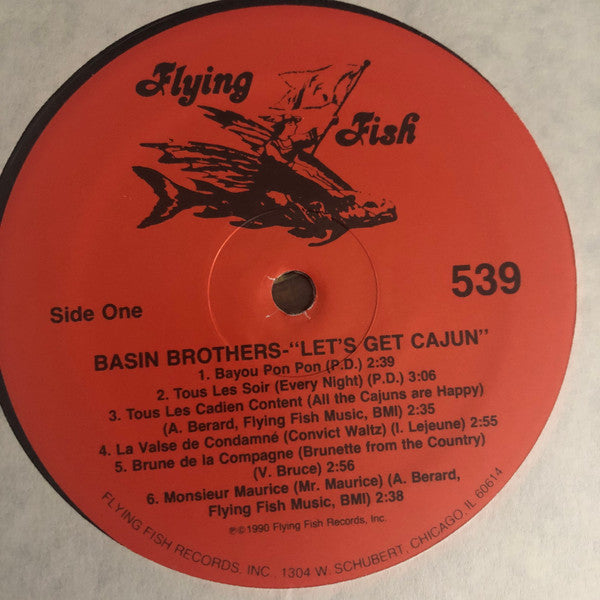 Flying
Fish
539
Side One
BASIN BROTHERS-"LET'S GET CAJUN"
1. Bayou Pon Pon (P.D.) 2:39
2. Tous Les Soir (Every Night) (P.D.) 3:06
3. Tous Les Cadien Content (All the Cajuns are Happy)
(A. Berard, Flying Fish Music, BMI) 2:35
4. La Valse de Condamné (Convict Waltz) (I. Lejeune) 2:55
5. Brune de la Compagne (Brunette from the Country)
(V. Bruce) 2:56
6. Monsieur Maurice (Mr. Maurice) (A. Berard,
Flying Fish Music, BMI) 2:38
℗©1990 Flying Fish Records, Inc.
FLYING FISH RECORDS, INC., 1304 W. SCHUBERT, CHICAGO, IL 60614